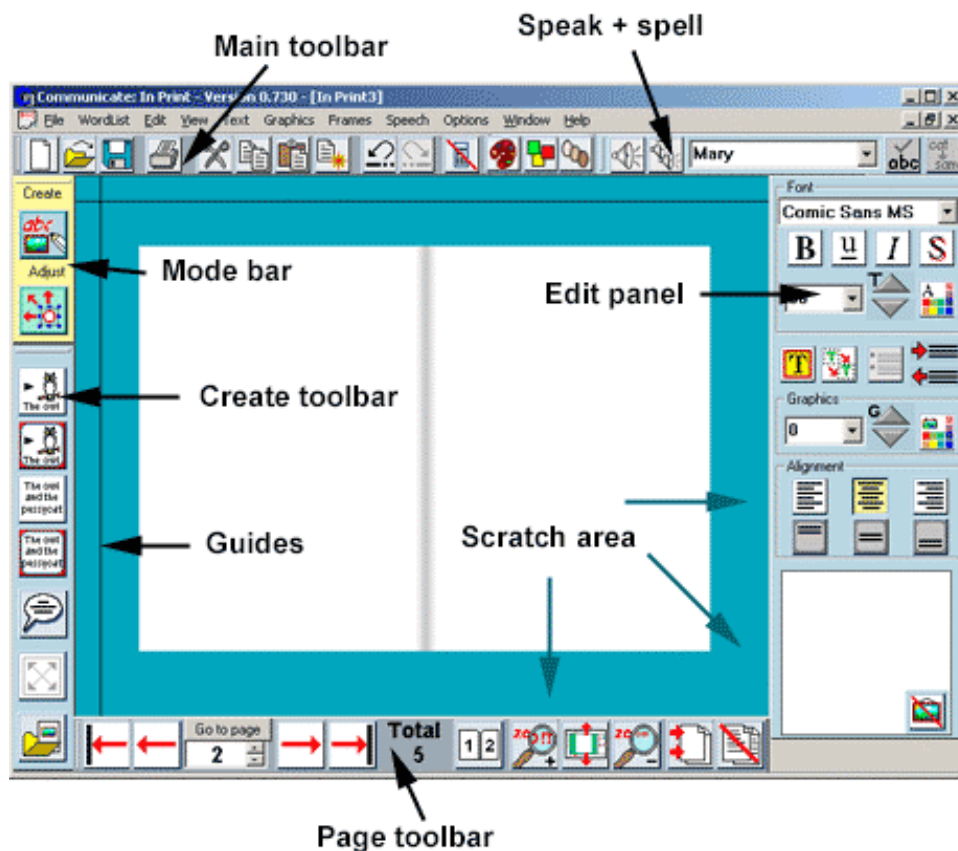 Speak + spell
Main toolbar
Communicate: In Print - Version 0.730 - [In Print3]
File WordList Edit View Text Graphics Frames Speech Options Window Help
Mary
abc
Create
abc
Adjust
Mode bar
Font
Comic Sans MS
B u I S
T
A
Edit panel
T
The owl
Create toolbar
Graphics
8
G
The owl
Alignment
The owl
and the
pussycat
Guides
Scratch area
The owl
and the
pussycat
Go to page
2
Total
5
1 2
Page toolbar